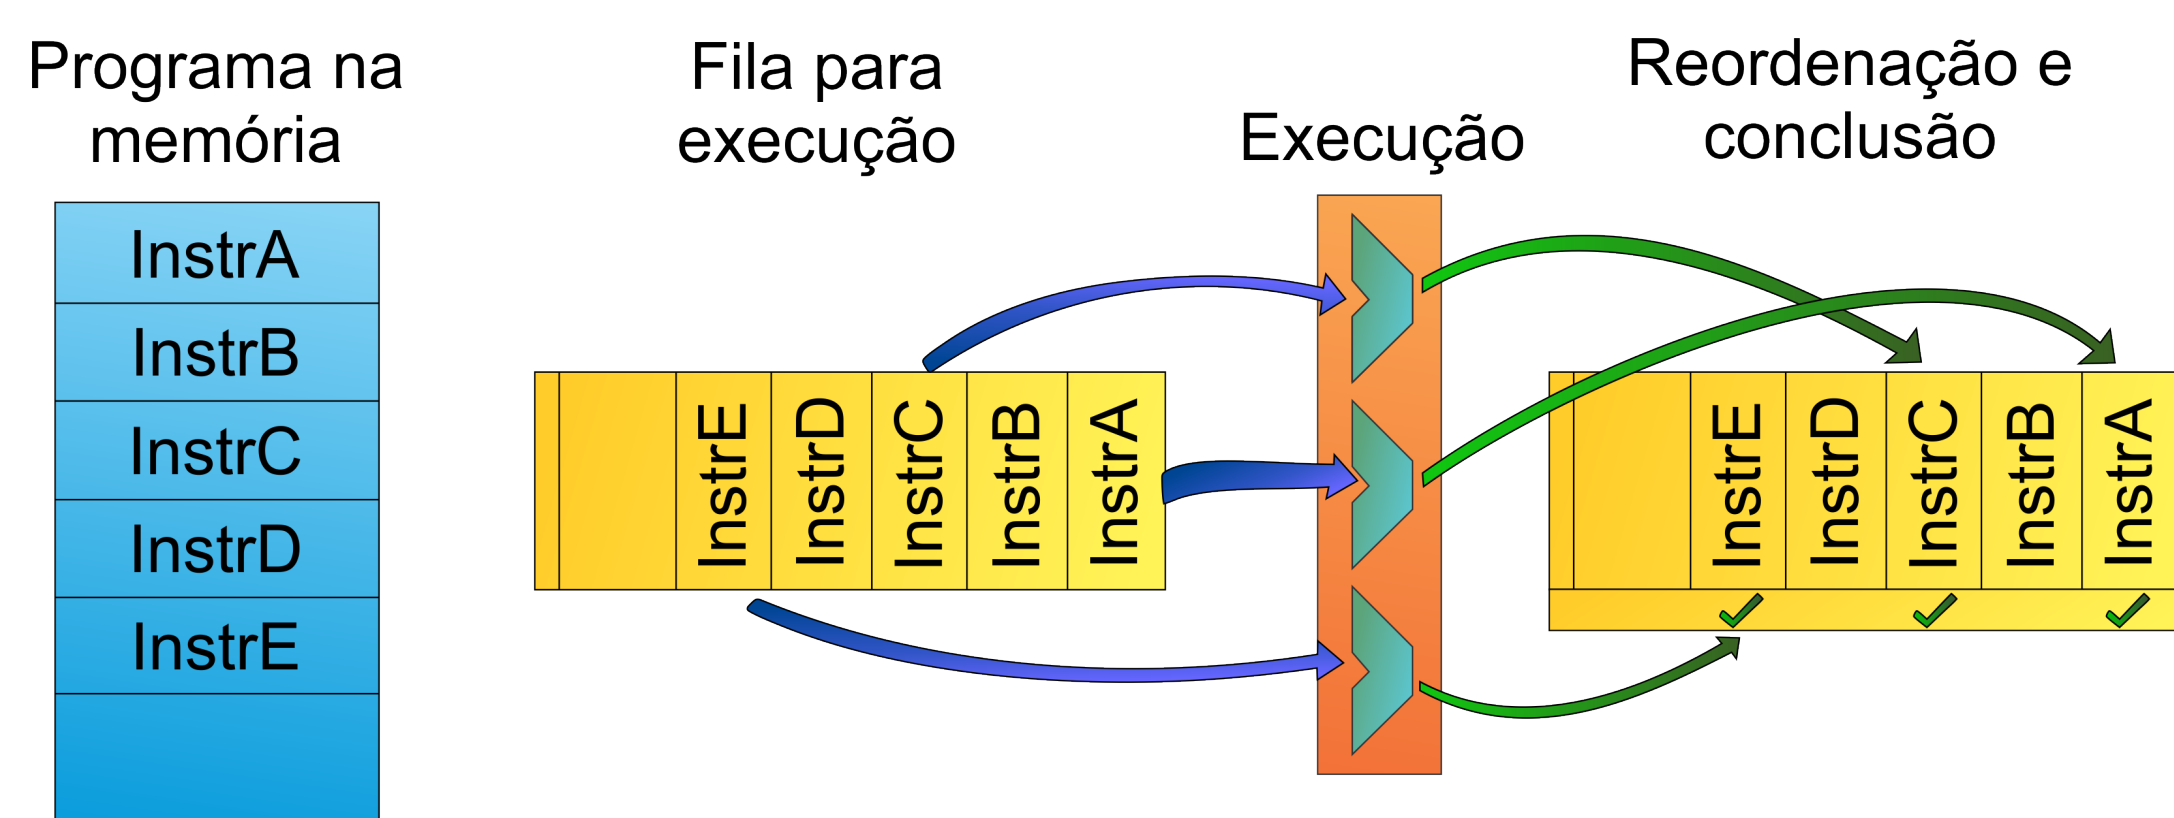 Programa na
memória
InstrA
InstrB
InstrC
InstrD
InstrE
Fila para
execução
InstrE
InstrD
InstrC
InstrB
InstrA
Execução
Reordenação e
conclusão
InstrE
InstrD
InstrC
InstrB
InstrA